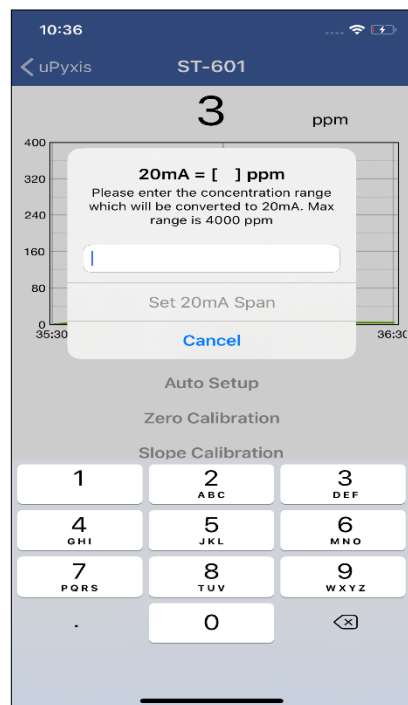 10:36
uPyxis
ST-601
3 ppm
400
320
240
160
80
0
35:30 36:30
20mA = [ ] ppm
Please enter the concentration range
which will be converted to 20mA. Max
range is 4000 ppm
Set 20mA Span
Cancel
Auto Setup
Zero Calibration
Slope Calibration
1 2 3
ABC DEF
4 5 6
GHI JKL MNO
7 8 9
PQRS TUV WXYZ
. 0